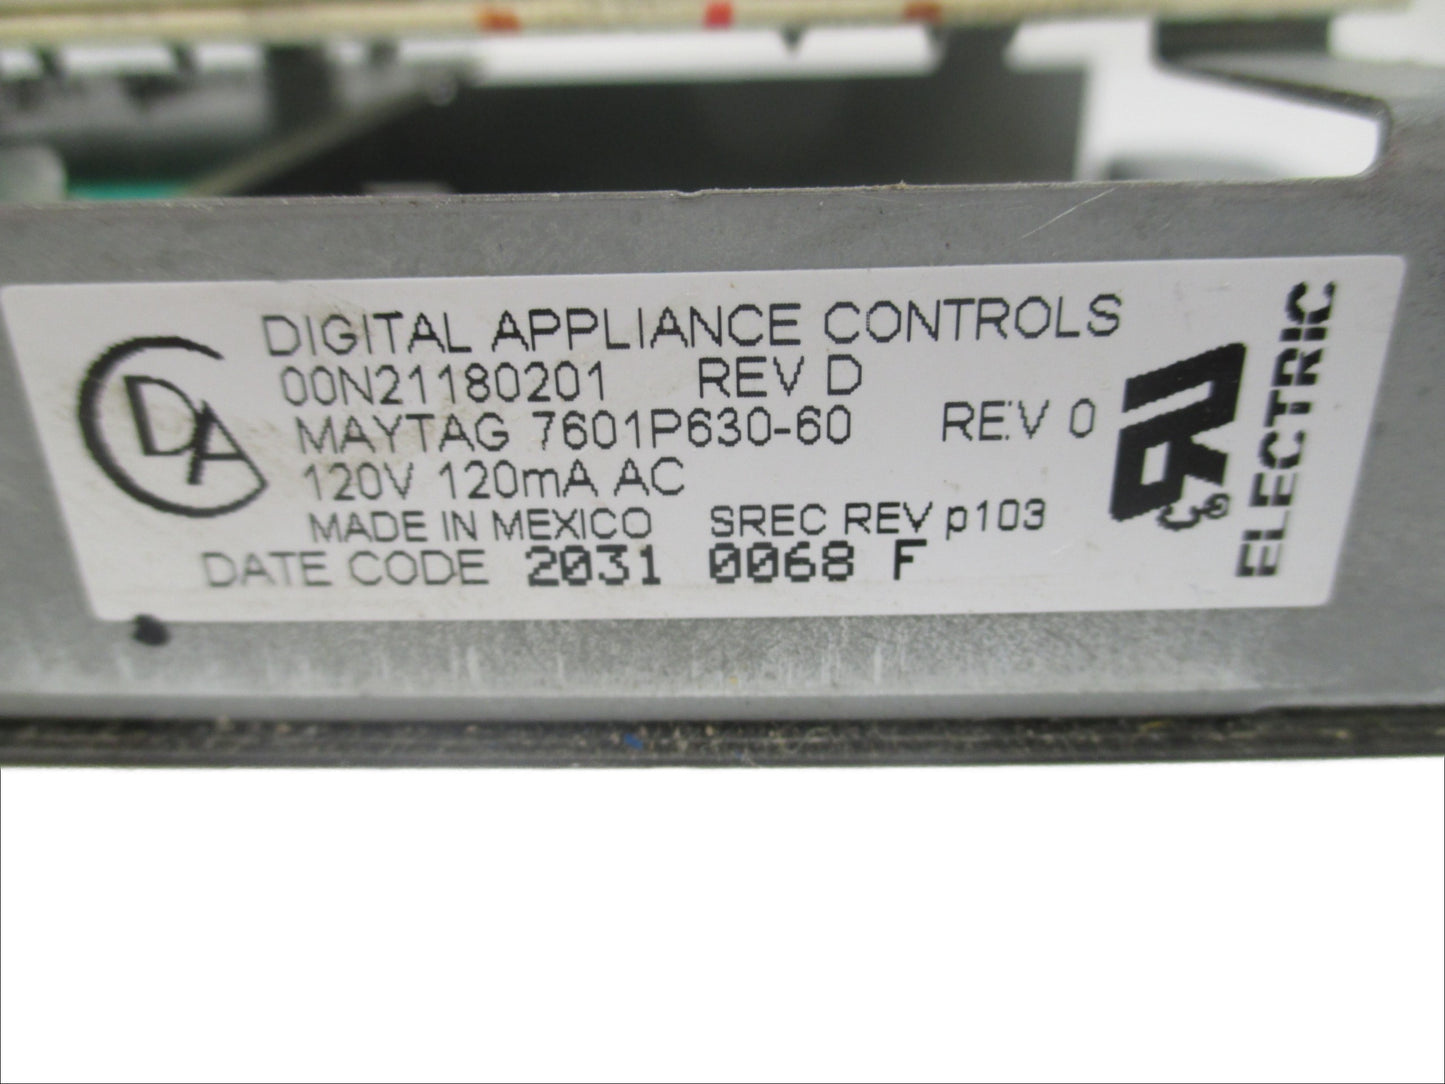 DIGITAL APPLIANCE CONTROLS
00N21180201 REV D
MAYTAG 7601P630-60 REV 0
120V 120mA AC
MADE IN MEXICO SREC REV p103
DATE CODE 2031 0068 F
DA
ELECTRIC